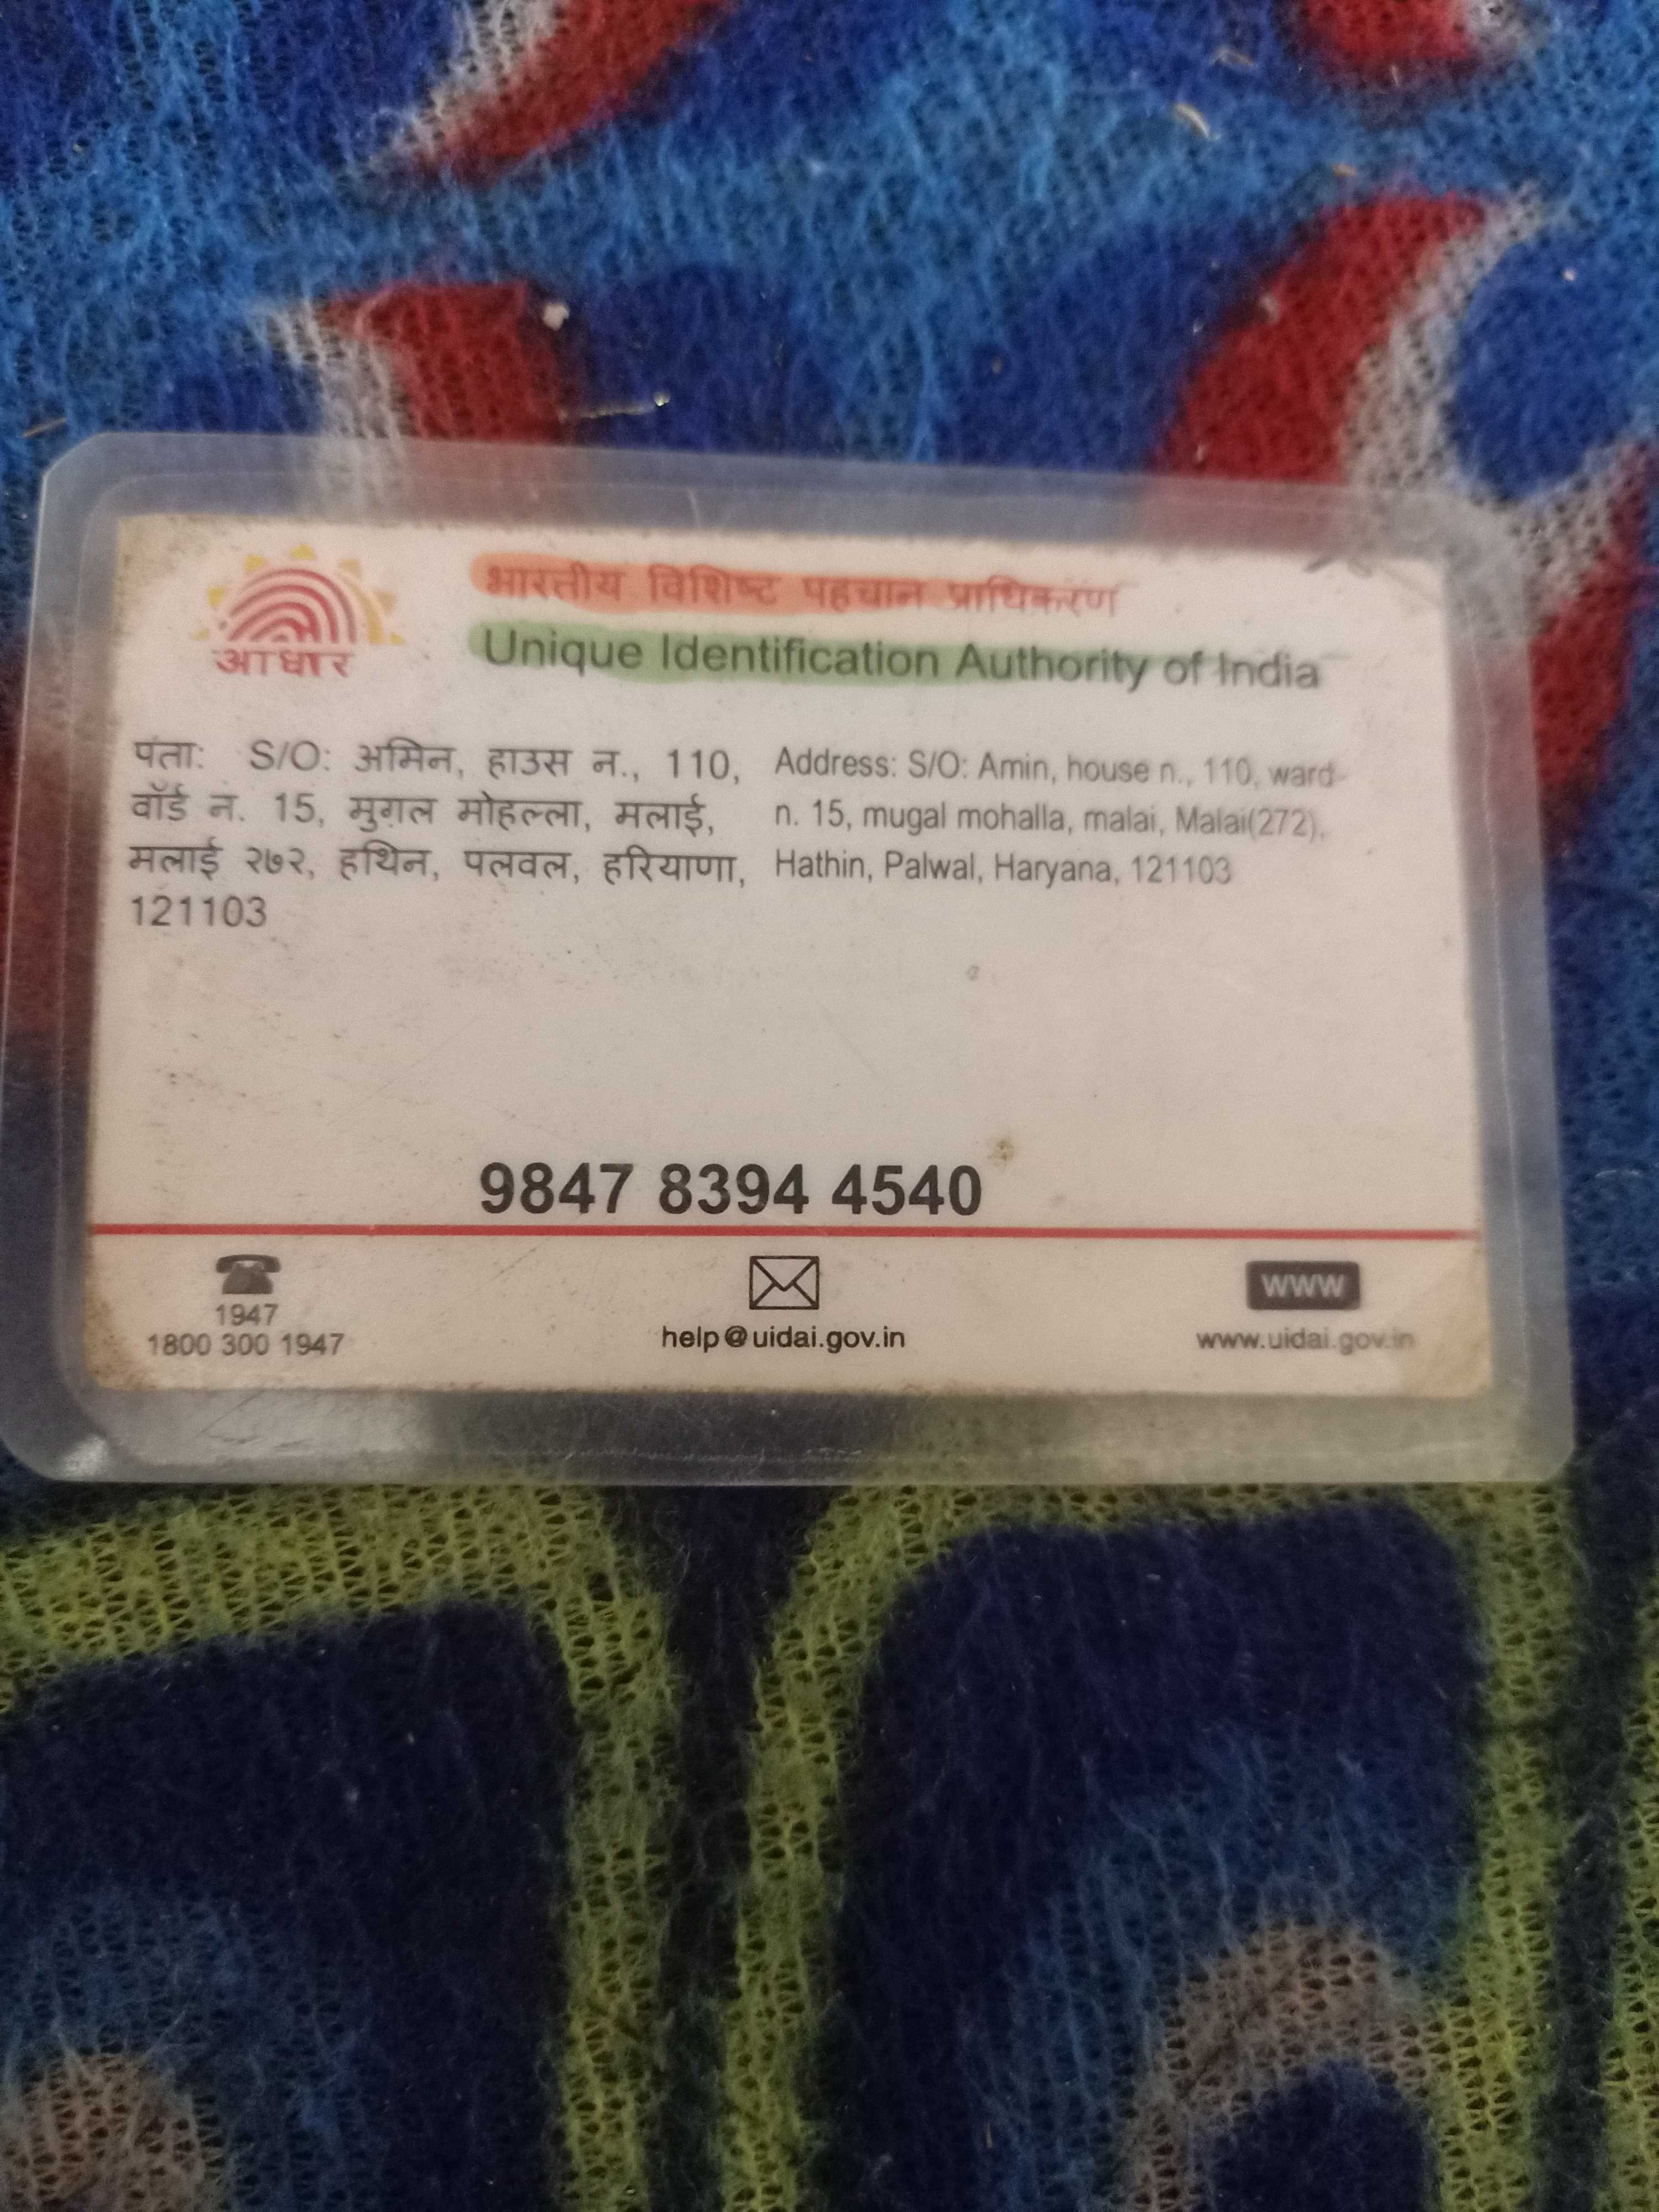 आधार
भारतीय विशिष्ट पहचान प्राधिकरण
Unique Identification Authority of India
पता: S/O: अमिन, हाउस न., 110,
वॉर्ड न. 15, मुग़ल मोहल्ला, मलाई,
मलाई २७२, हथिन, पलवल, हरियाणा,
121103
Address: S/O: Amin, house n., 110, ward
n. 15, mugal mohalla, malai, Malai(272),
Hathin, Palwal, Haryana, 121103
9847 8394 4540
1947
1800 300 1947
help@uidai.gov.in
www
www.uidai.gov.in